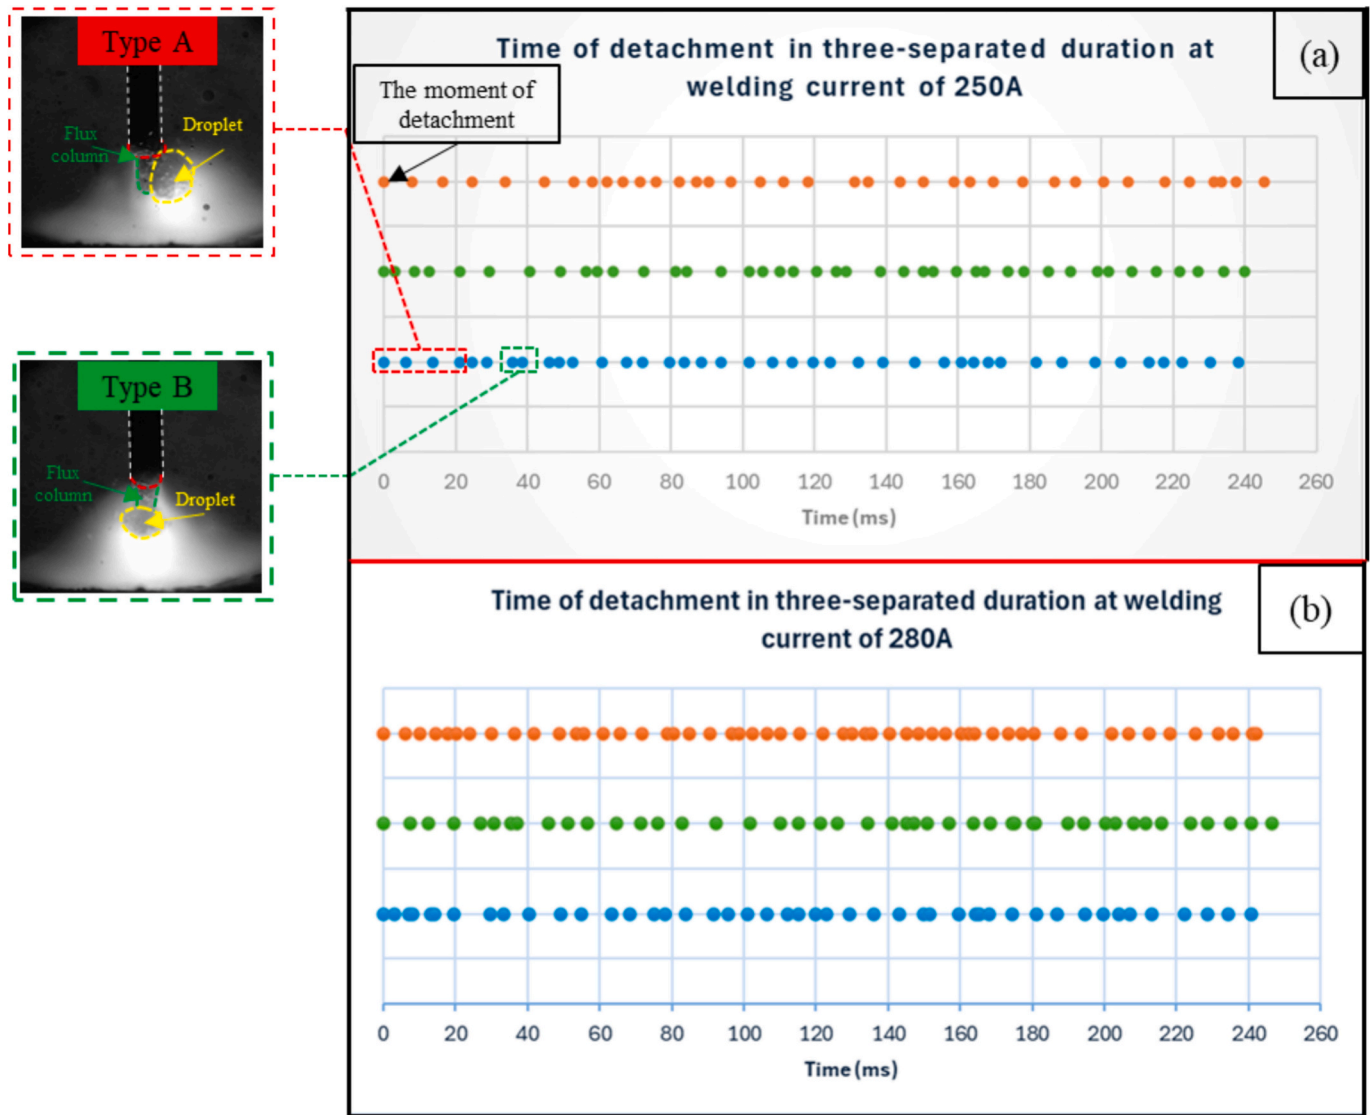 Type A
Flux
column
Droplet
Type B
Flux
column
Droplet
(a)
Time of detachment in three-separated duration at
welding current of 250A
The moment of
detachment
0 20 40 60 80 100 120 140 160 180 200 220 240 260
Time (ms)
(b)
Time of detachment in three-separated duration at welding
current of 280A
0 20 40 60 80 100 120 140 160 180 200 220 240 260
Time (ms)